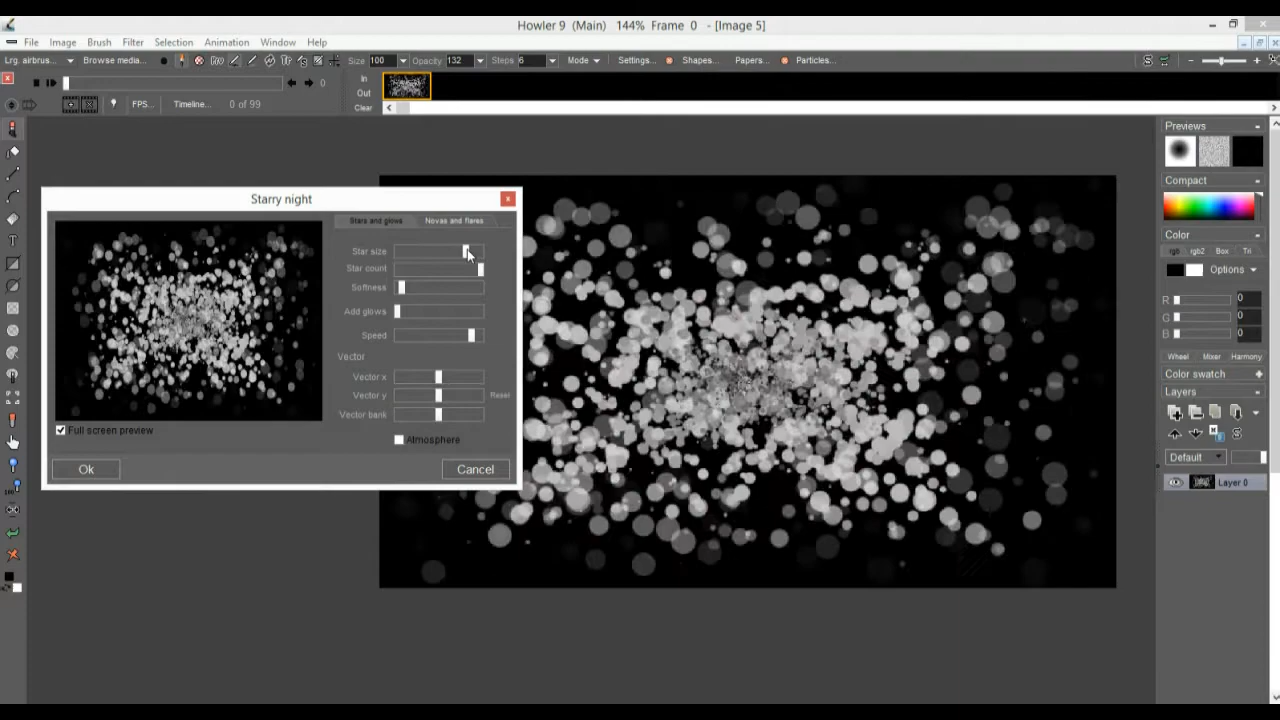 Howler 9 (Main) 144% Frame 0 - [Image 5]
File Image Brush Filter Selection Animation Window Help
Lrg. airbrus... Browse media... Size 100 Opacity 132 Steps 6 Mode Settings... Shapes... Papers... Particles...
0
In
Out
Clear
FPS... Timeline... 0 of 99
Starry night
Stars and glows Novas and flares
Star size
Star count
Softness
Add glows
Speed
Vector
Vector x
Vector y Reset
Vector bank
Full screen preview
Atmosphere
Ok Cancel
Previews
Compact
Color
rgb rgb2 Box Tri
Options
R 0
G 0
B 0
Wheel Mixer Harmony
Color swatch
Layers
Default
Layer 0